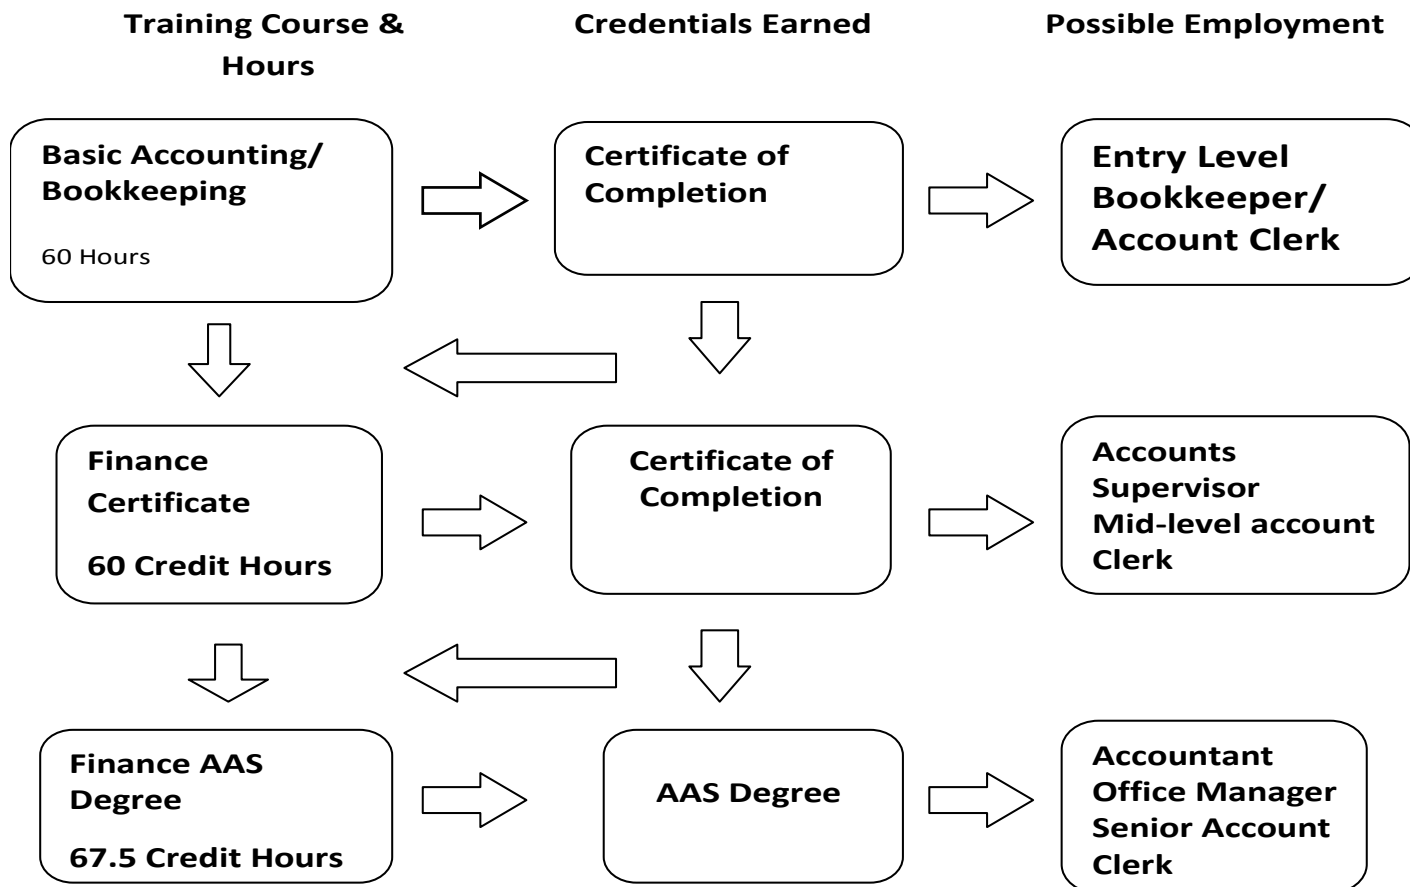 Training Course &
Hours
Credentials Earned
Possible Employment
Basic Accounting/
Bookkeeping
60 Hours
Certificate of
Completion
Entry Level
Bookkeeper/
Account Clerk
Finance
Certificate
60 Credit Hours
Certificate of
Completion
Accounts
Supervisor
Mid-level account
Clerk
Finance AAS
Degree
67.5 Credit Hours
AAS Degree
Accountant
Office Manager
Senior Account
Clerk